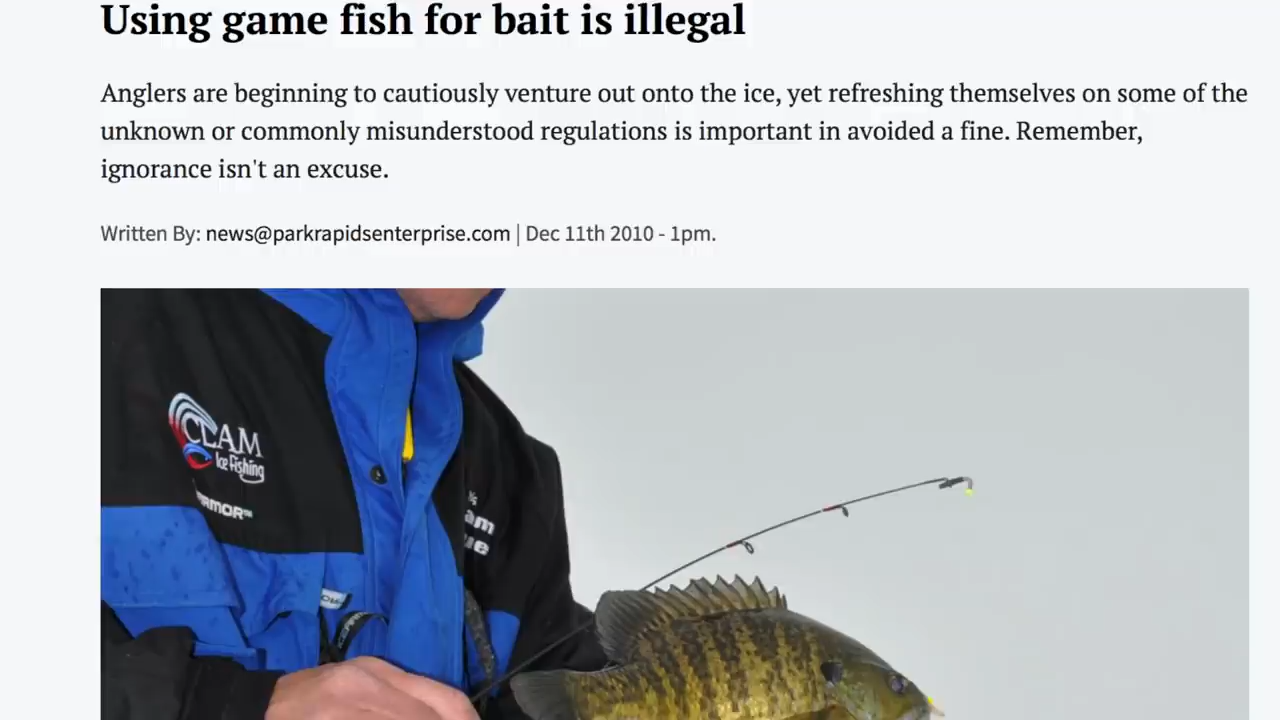 Using game fish for bait is illegal
Anglers are beginning to cautiously venture out onto the ice, yet refreshing themselves on some of the
unknown or commonly misunderstood regulations is important in avoided a fine. Remember,
ignorance isn't an excuse.
Written By: news@parkrapidsenterprise.com | Dec 11th 2010 - 1pm.
CLAM
Ice Fishing